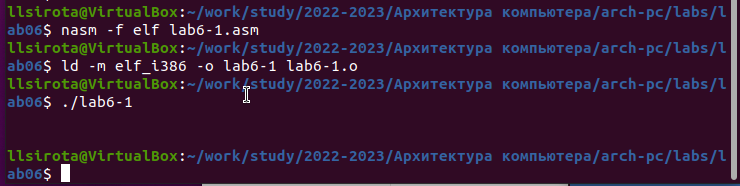 llsirota@VirtualBox:~/work/study/2022-2023/Архитектура компьютера/arch-pc/labs/l
ab06$ nasm -f elf lab6-1.asm
llsirota@VirtualBox:~/work/study/2022-2023/Архитектура компьютера/arch-pc/labs/l
ab06$ ld -m elf_i386 -o lab6-1 lab6-1.o
llsirota@VirtualBox:~/work/study/2022-2023/Архитектура компьютера/arch-pc/labs/l
ab06$ ./lab6-1
llsirota@VirtualBox:~/work/study/2022-2023/Архитектура компьютера/arch-pc/labs/l
ab06$